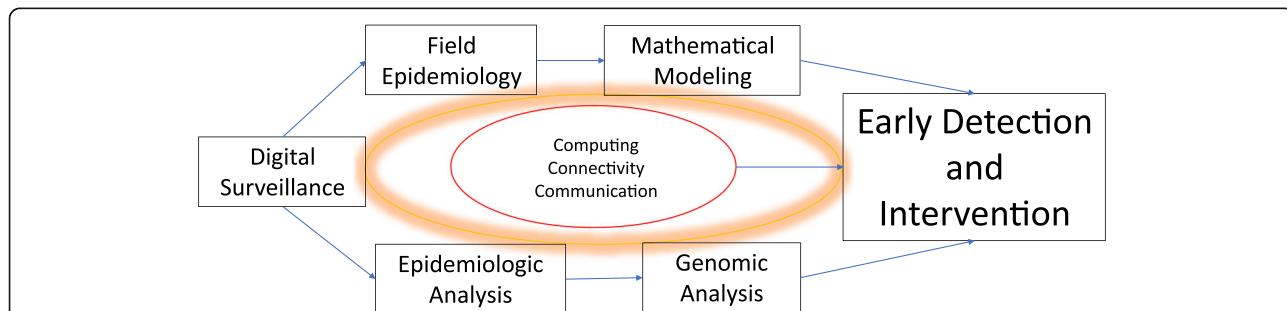 Field
Epidemiology
Mathematical
Modeling
Digital
Surveillance
Computing
Connectivity
Communication
Early Detection
and
Intervention
Epidemiologic
Analysis
Genomic
Analysis